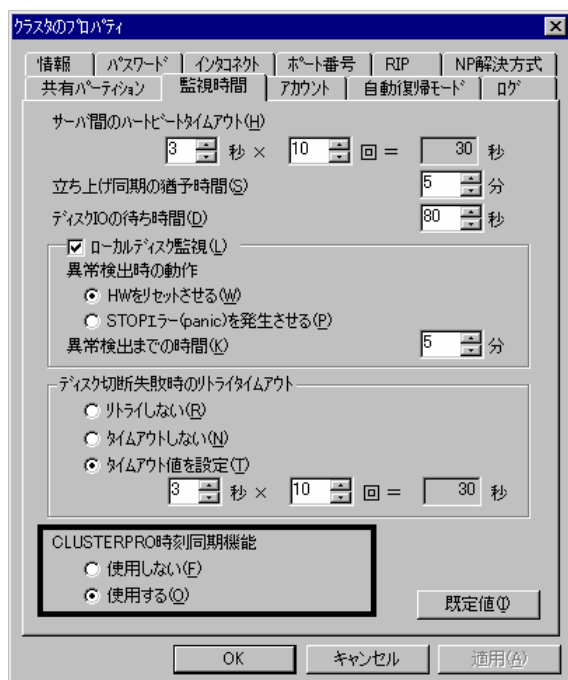 クラスタのプロパティ
情報 パスワード インタコネクト ポート番号 RIP NP解決方式
共有パーティション 監視時間 アカウント 自動復帰モード ログ
サーバ間のハートビートタイムアウト(H)
3 秒 × 10 回 = 30 秒
立ち上げ同期の猶予時間(S) 5 分
ディスクIOの待ち時間(D) 80 秒
ローカルディスク監視(L)
異常検出時の動作
HWをリセットさせる(W)
STOPエラー(panic)を発生させる(P)
異常検出までの時間(K) 5 分
ディスク切断失敗時のリトライタイムアウト
リトライしない(R)
タイムアウトしない(N)
タイムアウト値を設定(T)
3 秒 × 10 回 = 30 秒
CLUSTERPRO時刻同期機能
使用しない(F)
使用する(O)
既定値(I)
OK キャンセル 適用(A)